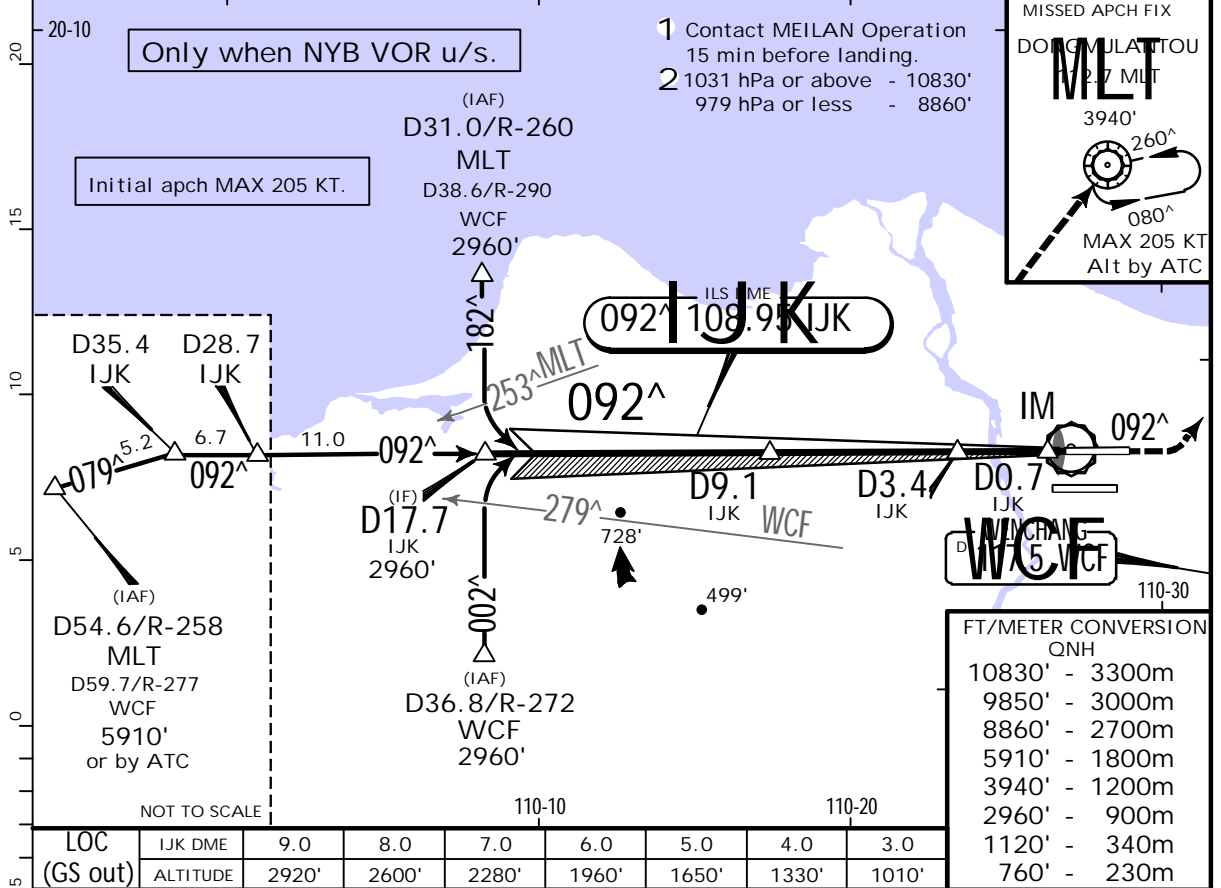 20-10
Only when NYB VOR u/s.
1 Contact MEILAN Operation
15 min before landing.
2 1031 hPa or above - 10830'
979 hPa or less - 8860'
MISSED APCH FIX
DONGMULANTOU
112.7 MLT
MLT
3940'
260^
080^
MAX 205 KT
Alt by ATC
Initial apch MAX 205 KT.
(IAF)
D31.0/R-260
MLT
D38.6/R-290
WCF
2960'
182^
ILS DME
092^ 108.95 IJK
IJK
253^ MLT
092^
D35.4
IJK
D28.7
IJK
079^
5.2
6.7
092^
11.0
092^
(IF)
D17.7
IJK
2960'
279^
WCF
728'
499'
D9.1
IJK
D3.4
IJK
D0.7
IJK
IM
092^
WENCHANG
D 117.5 WCF
WCF
110-30
(IAF)
D54.6/R-258
MLT
D59.7/R-277
WCF
5910'
or by ATC
002^
(IAF)
D36.8/R-272
WCF
2960'
NOT TO SCALE
110-10
110-20
20
15
10
5
0
5
FT/METER CONVERSION
QNH
10830' - 3300m
9850' - 3000m
8860' - 2700m
5910' - 1800m
3940' - 1200m
2960' - 900m
1120' - 340m
760' - 230m
LOC
(GS out)
IJK DME 9.0 8.0 7.0 6.0 5.0 4.0 3.0
ALTITUDE 2920' 2600' 2280' 1960' 1650' 1330' 1010'